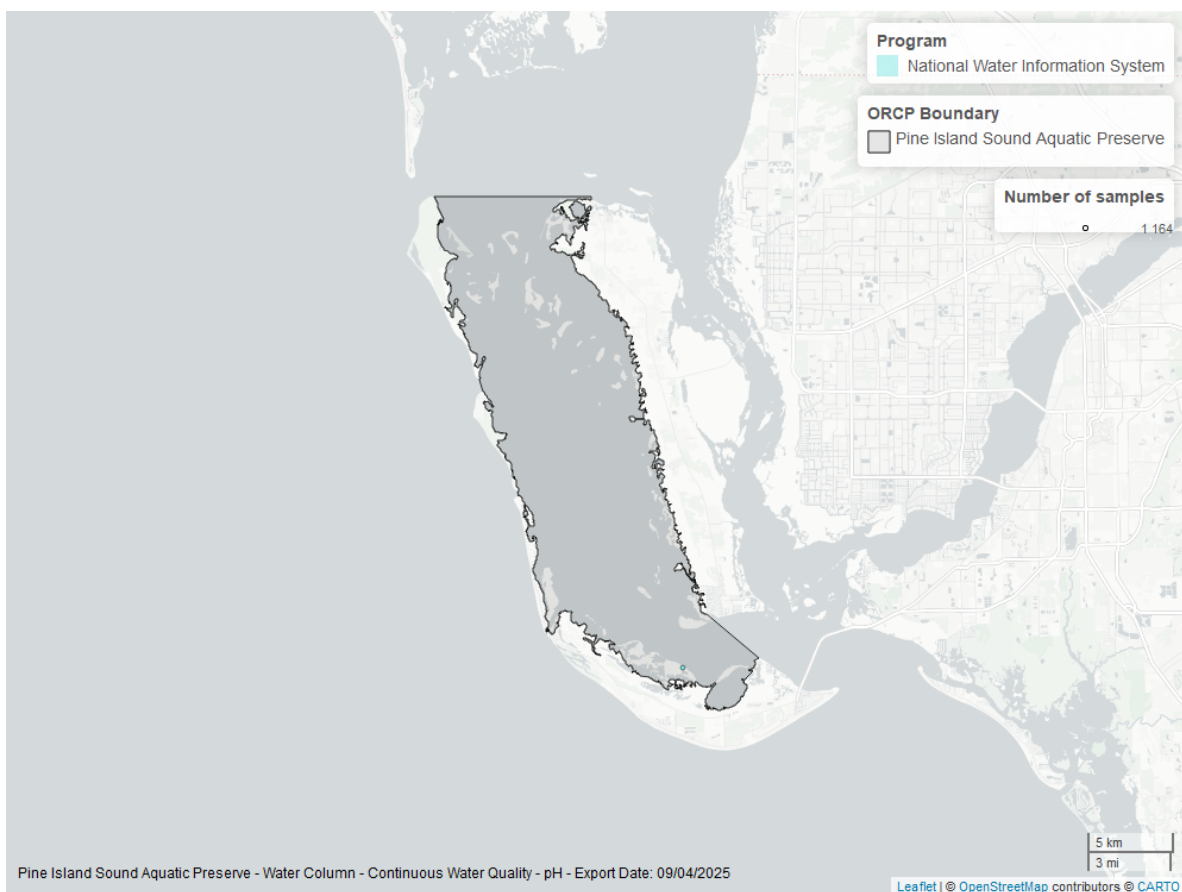 Program
National Water Information System
ORCP Boundary
Pine Island Sound Aquatic Preserve
Number of samples
1 164
5 km
3 mi
Pine Island Sound Aquatic Preserve - Water Column - Continuous Water Quality - pH - Export Date: 09/04/2025
Leaflet | © OpenStreetMap contributors © CARTO